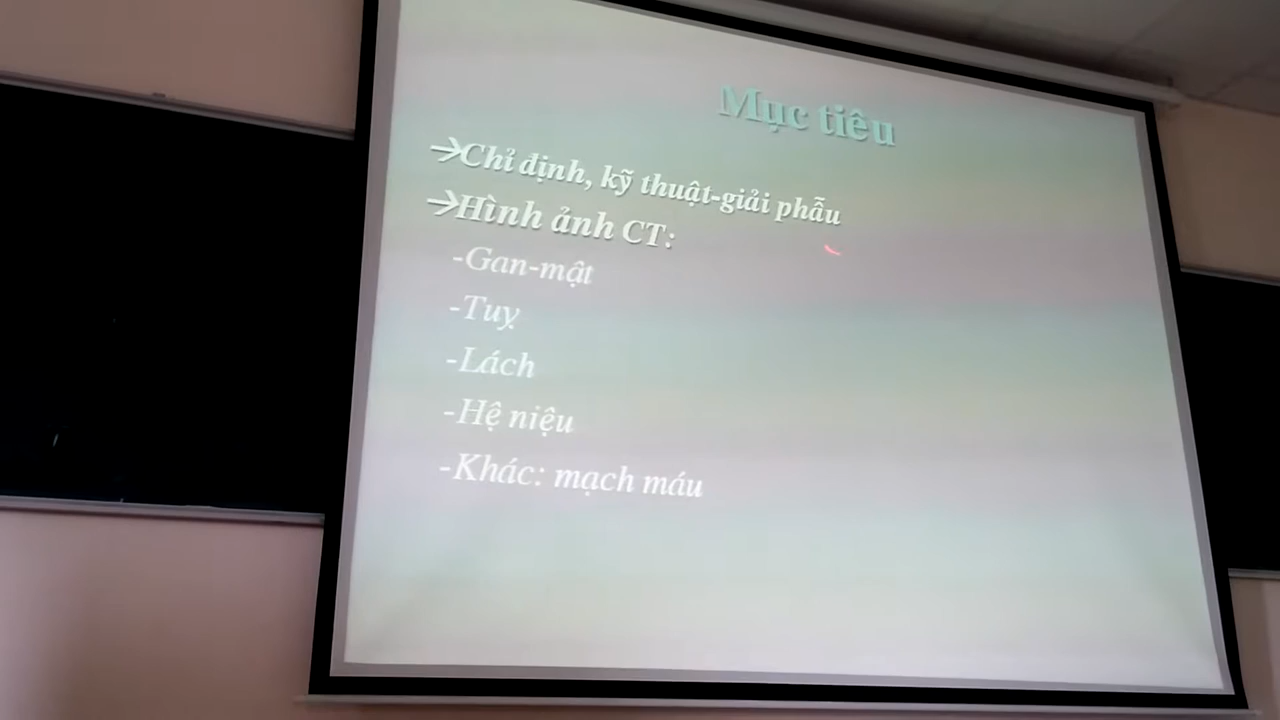 Mục tiêu
→Chỉ định, kỹ thuật-giải phẫu
→Hình ảnh CT:
-Gan-mật
-Tuỵ
-Lách
-Hệ niệu
-Khác: mạch máu